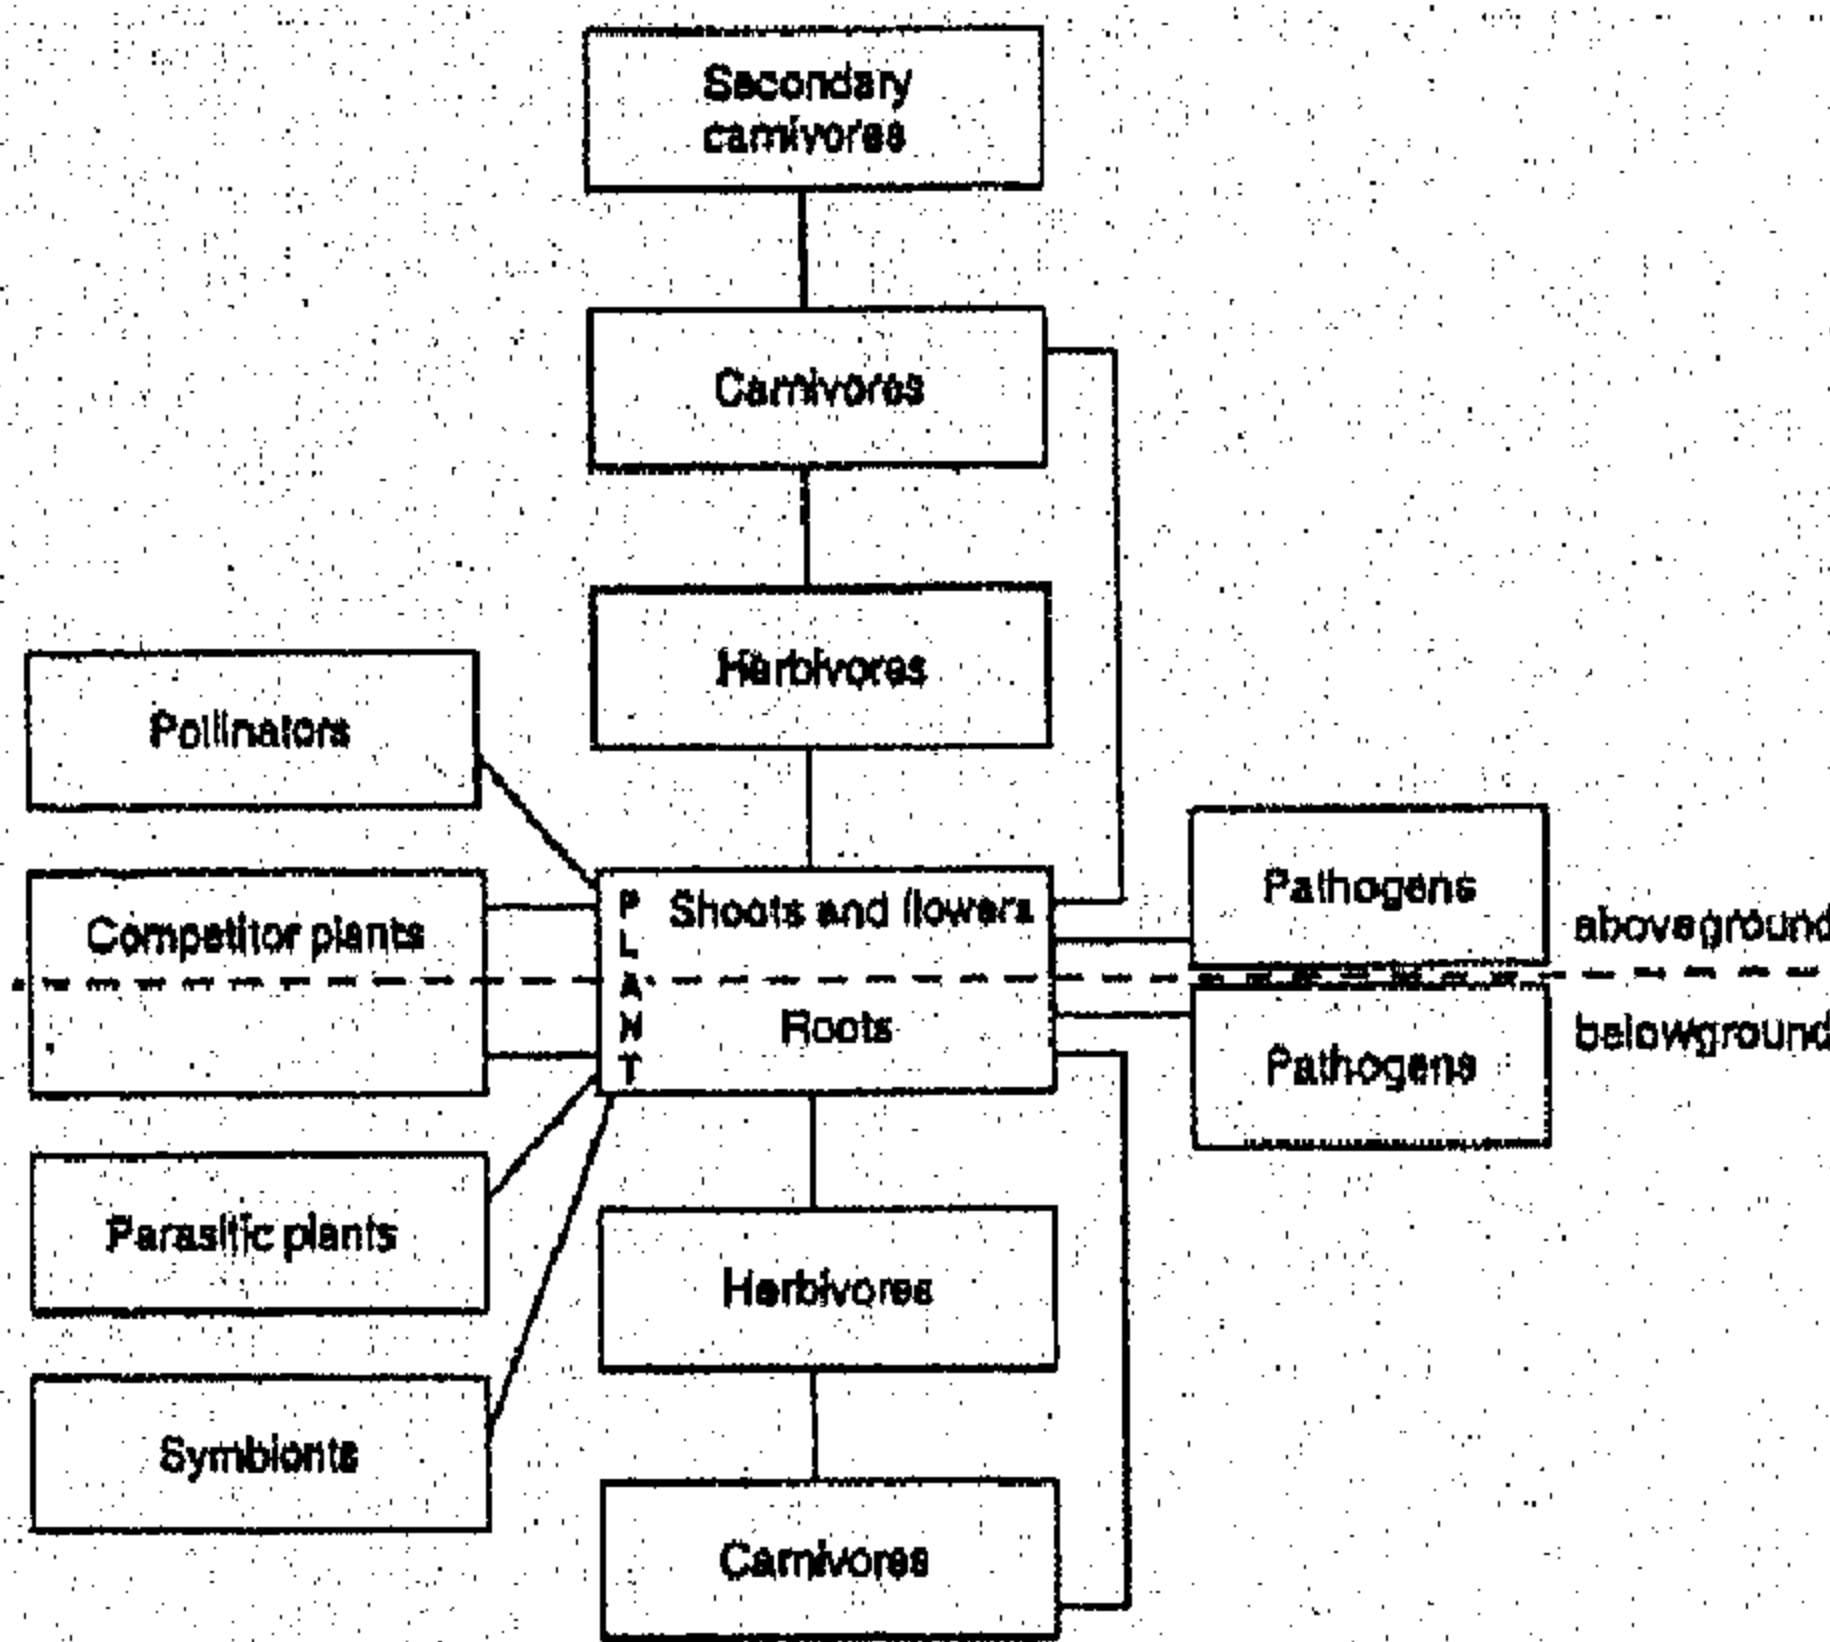 Secondary
carnivores
Carnivores
Herbivores
Pollinators
Competitor plants
PLANT
Shoots and flowers
Roots
Pathogens
aboveground
Pathogens
belowground
Parasitic plants
Herbivores
Symbionts
Carnivores